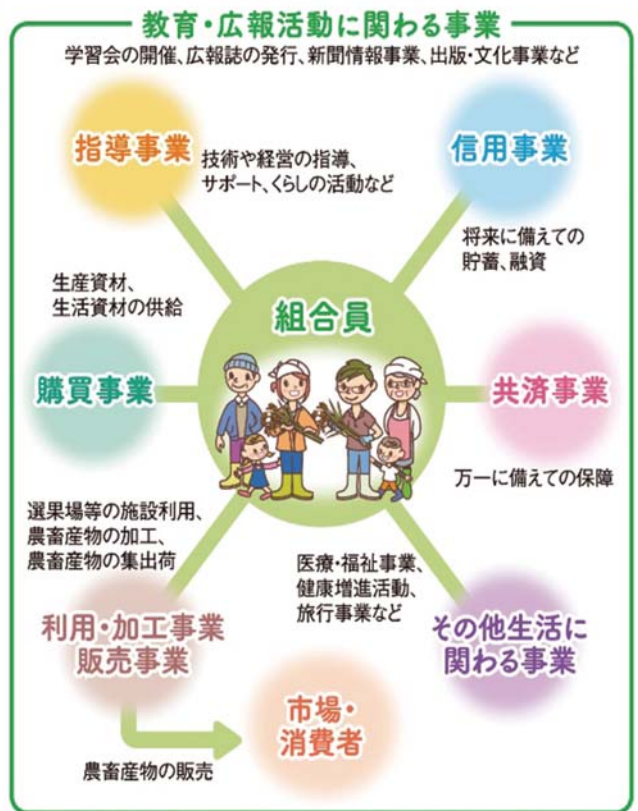 教育・広報活動に関わる事業
学習会の開催、広報誌の発行、新聞情報事業、出版・文化事業など
指導事業
技術や経営の指導、
サポート、くらしの活動など
信用事業
将来に備えての
貯蓄、融資
組合員
生産資材、
生活資材の供給
購買事業
共済事業
万一に備えての保障
選果場等の施設利用、
農畜産物の加工、
農畜産物の集出荷
利用・加工事業
販売事業
医療・福祉事業、
健康増進活動、
旅行事業など
その他生活に
関わる事業
市場・
消費者
農畜産物の販売